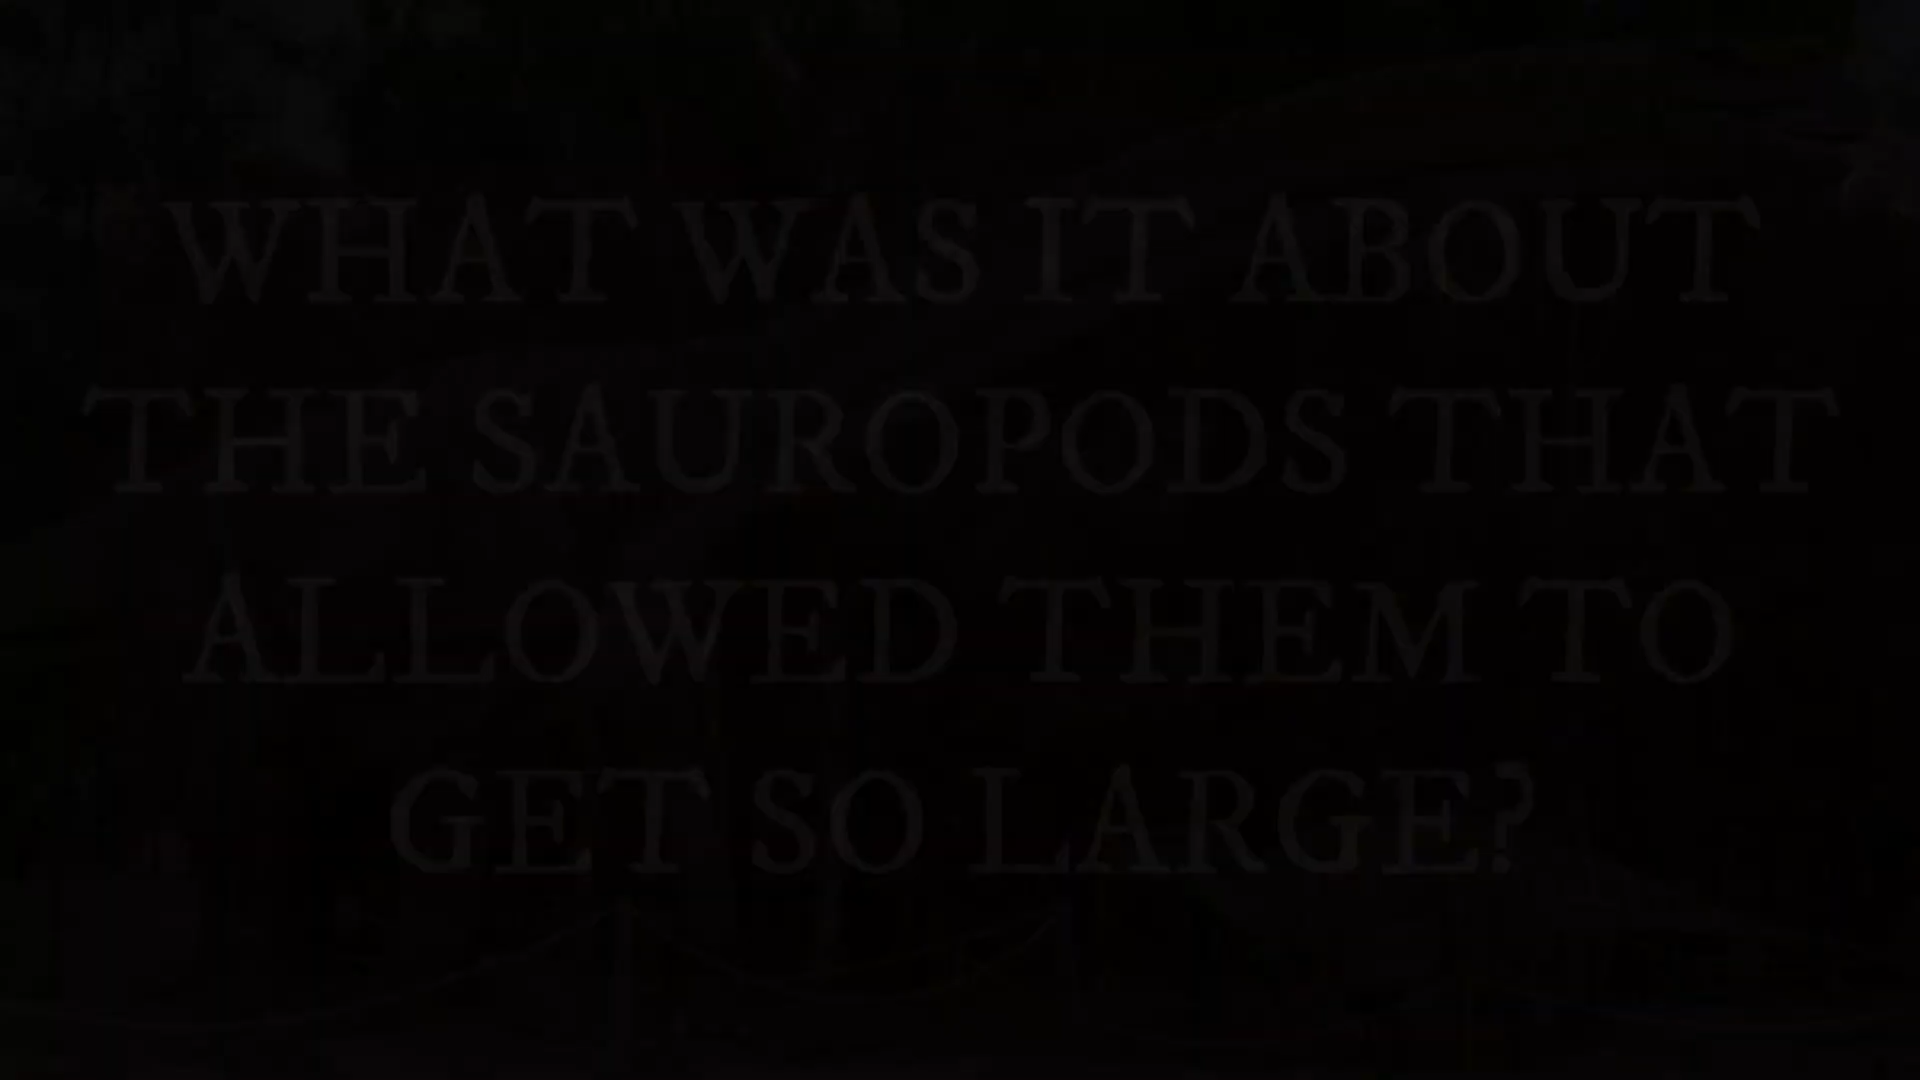 WHAT WAS IT ABOUT
THE SAUROPODS THAT
ALLOWED THEM TO
GET SO LARGE?